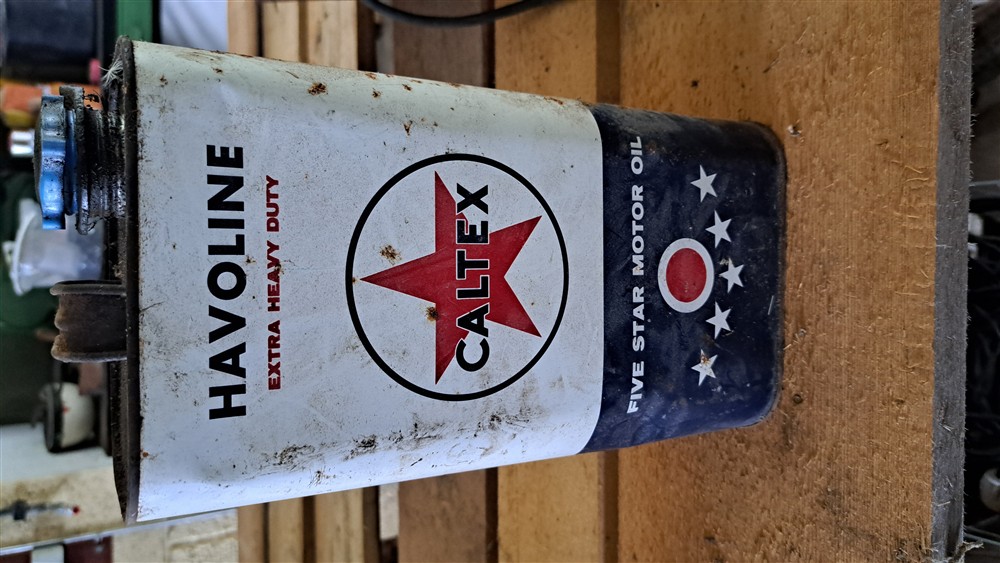 HAVOLINE
EXTRA HEAVY DUTY
CALTEX
FIVE STAR MOTOR OIL